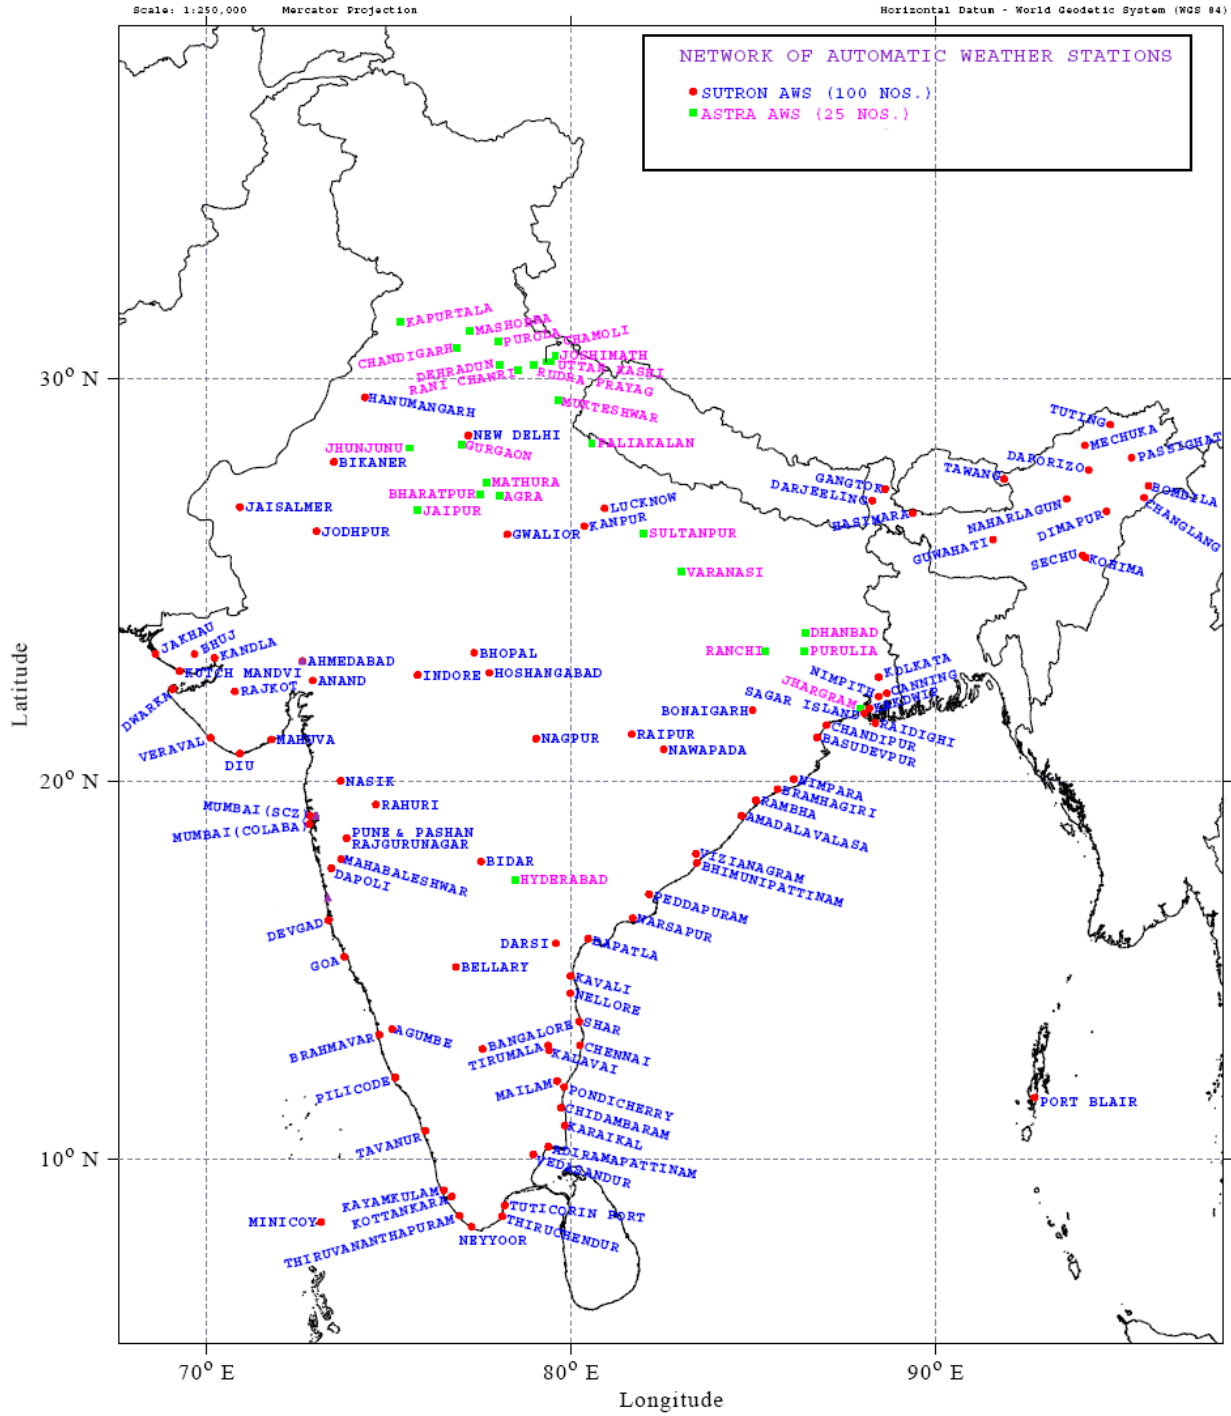 Scale: 1:250,000 Mercator Projection Horizontal Datum - World Geodetic System (WGS 84)
NETWORK OF AUTOMATIC WEATHER STATIONS
SUTRON AWS (100 NOS.)
ASTRA AWS (25 NOS.)
KAPURTALA
MASHOBRA
PUROLA
CHAMOLI
CHANDIGARH
JOSHIMATH
DEHRADUN
UTTAR KASHI
RANI CHAWRI
RUDRA PRAYAG
30° N
HANUMANGARH
MUKTESHWAR
TUTING
NEW DELHI
JHUNJUNU
GURGAON
PALIAKALAN
MECHUKA
PASSIGHAT
BIKANER
DAPORIZO
TAWANG
MATHURA
GANGTOK
BHARATPUR
AGRA
DARJEELING
BOMDILA
JAISALMER
JAIPUR
LUCKNOW
HASIMARA
NAHARLAGUN
CHANGLANG
KANPUR
DIMAPUR
JODHPUR
GWALIOR
SULTANPUR
GUWAHATI
SECHU
KOHIMA
VARANASI
DHANBAD
JAKHAU
BHUJ
KANDLA
BHOPAL
RANCHI
PURULIA
AHMEDABAD
KUTCH MANDVI
ANAND
INDORE
HOSHANGABAD
KOLKATA
NIMPITH
CANNING
JHARGRAM
KAKDWIP
DWARKA
RAJKOT
SAGAR ISLAND
BONAIGARH
RAIDIGHI
CHANDIPUR
VERAVAL
MAHUVA
NAGPUR
RAIPUR
BASUDEVPUR
DIU
NAWAPADA
20° N
NASIK
NIMPARA
BRAMHAGIRI
RAHURI
RAMBHA
MUMBAI(SCZ)
MUMBAI(COLABA)
AMADALAVALASA
PUNE & PASHAN
RAJGURUNAGAR
MAHABALESHWAR
BIDAR
VIZIANAGRAM
DAPOLI
BHIMUNIPATTINAM
HYDERABAD
PEDDAPURAM
DEVGAD
NARSAPUR
DARSI
BAPATLA
GOA
BELLARY
KAVALI
NELLORE
AGUMBE
SHAR
BRAHMAVAR
BANGALORE
TIRUMALA
CHENNAI
KALAVAI
PILICODE
MAILAM
PONDICHERRY
CHIDAMBARAM
PORT BLAIR
KARAIKAL
TAVANUR
10° N
ADIRAMAPATTINAM
VEDASANDUR
KAYAMKULAM
KOTTANKARA
TUTICORIN PORT
MINICOY
THIRUVANANTHAPURAM
THIRUCHENDUR
NEYYOOR
Latitude
70° E 80° E 90° E
Longitude